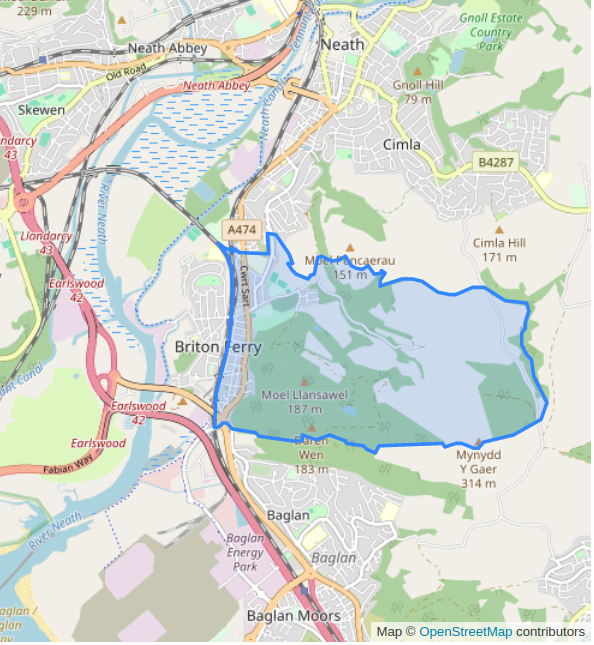 229 m
Neath Abbey
Old Road
Skewen
Neath Abbey
Neath
Neath Canal
Gnoll Estate
Country
Park
Gnoll Hill
79 m
Cimla
B4287
Llandarcy
43
River Neath
Llandarcy
43
A474
Cimla Hill
171 m
Moel Pencaerau
151 m
Earlswood
42
Cwrt Sart
Briton Ferry
Moel Llansawel
187 m
Earlswood
42
Earlswood
Fabian Way
Wen
183 m
Mynydd
Y Gaer
314 m
River Neath
Baglan
Baglan
Energy
Park
Baglan
Baglan Moors
Map © OpenStreetMap contributors